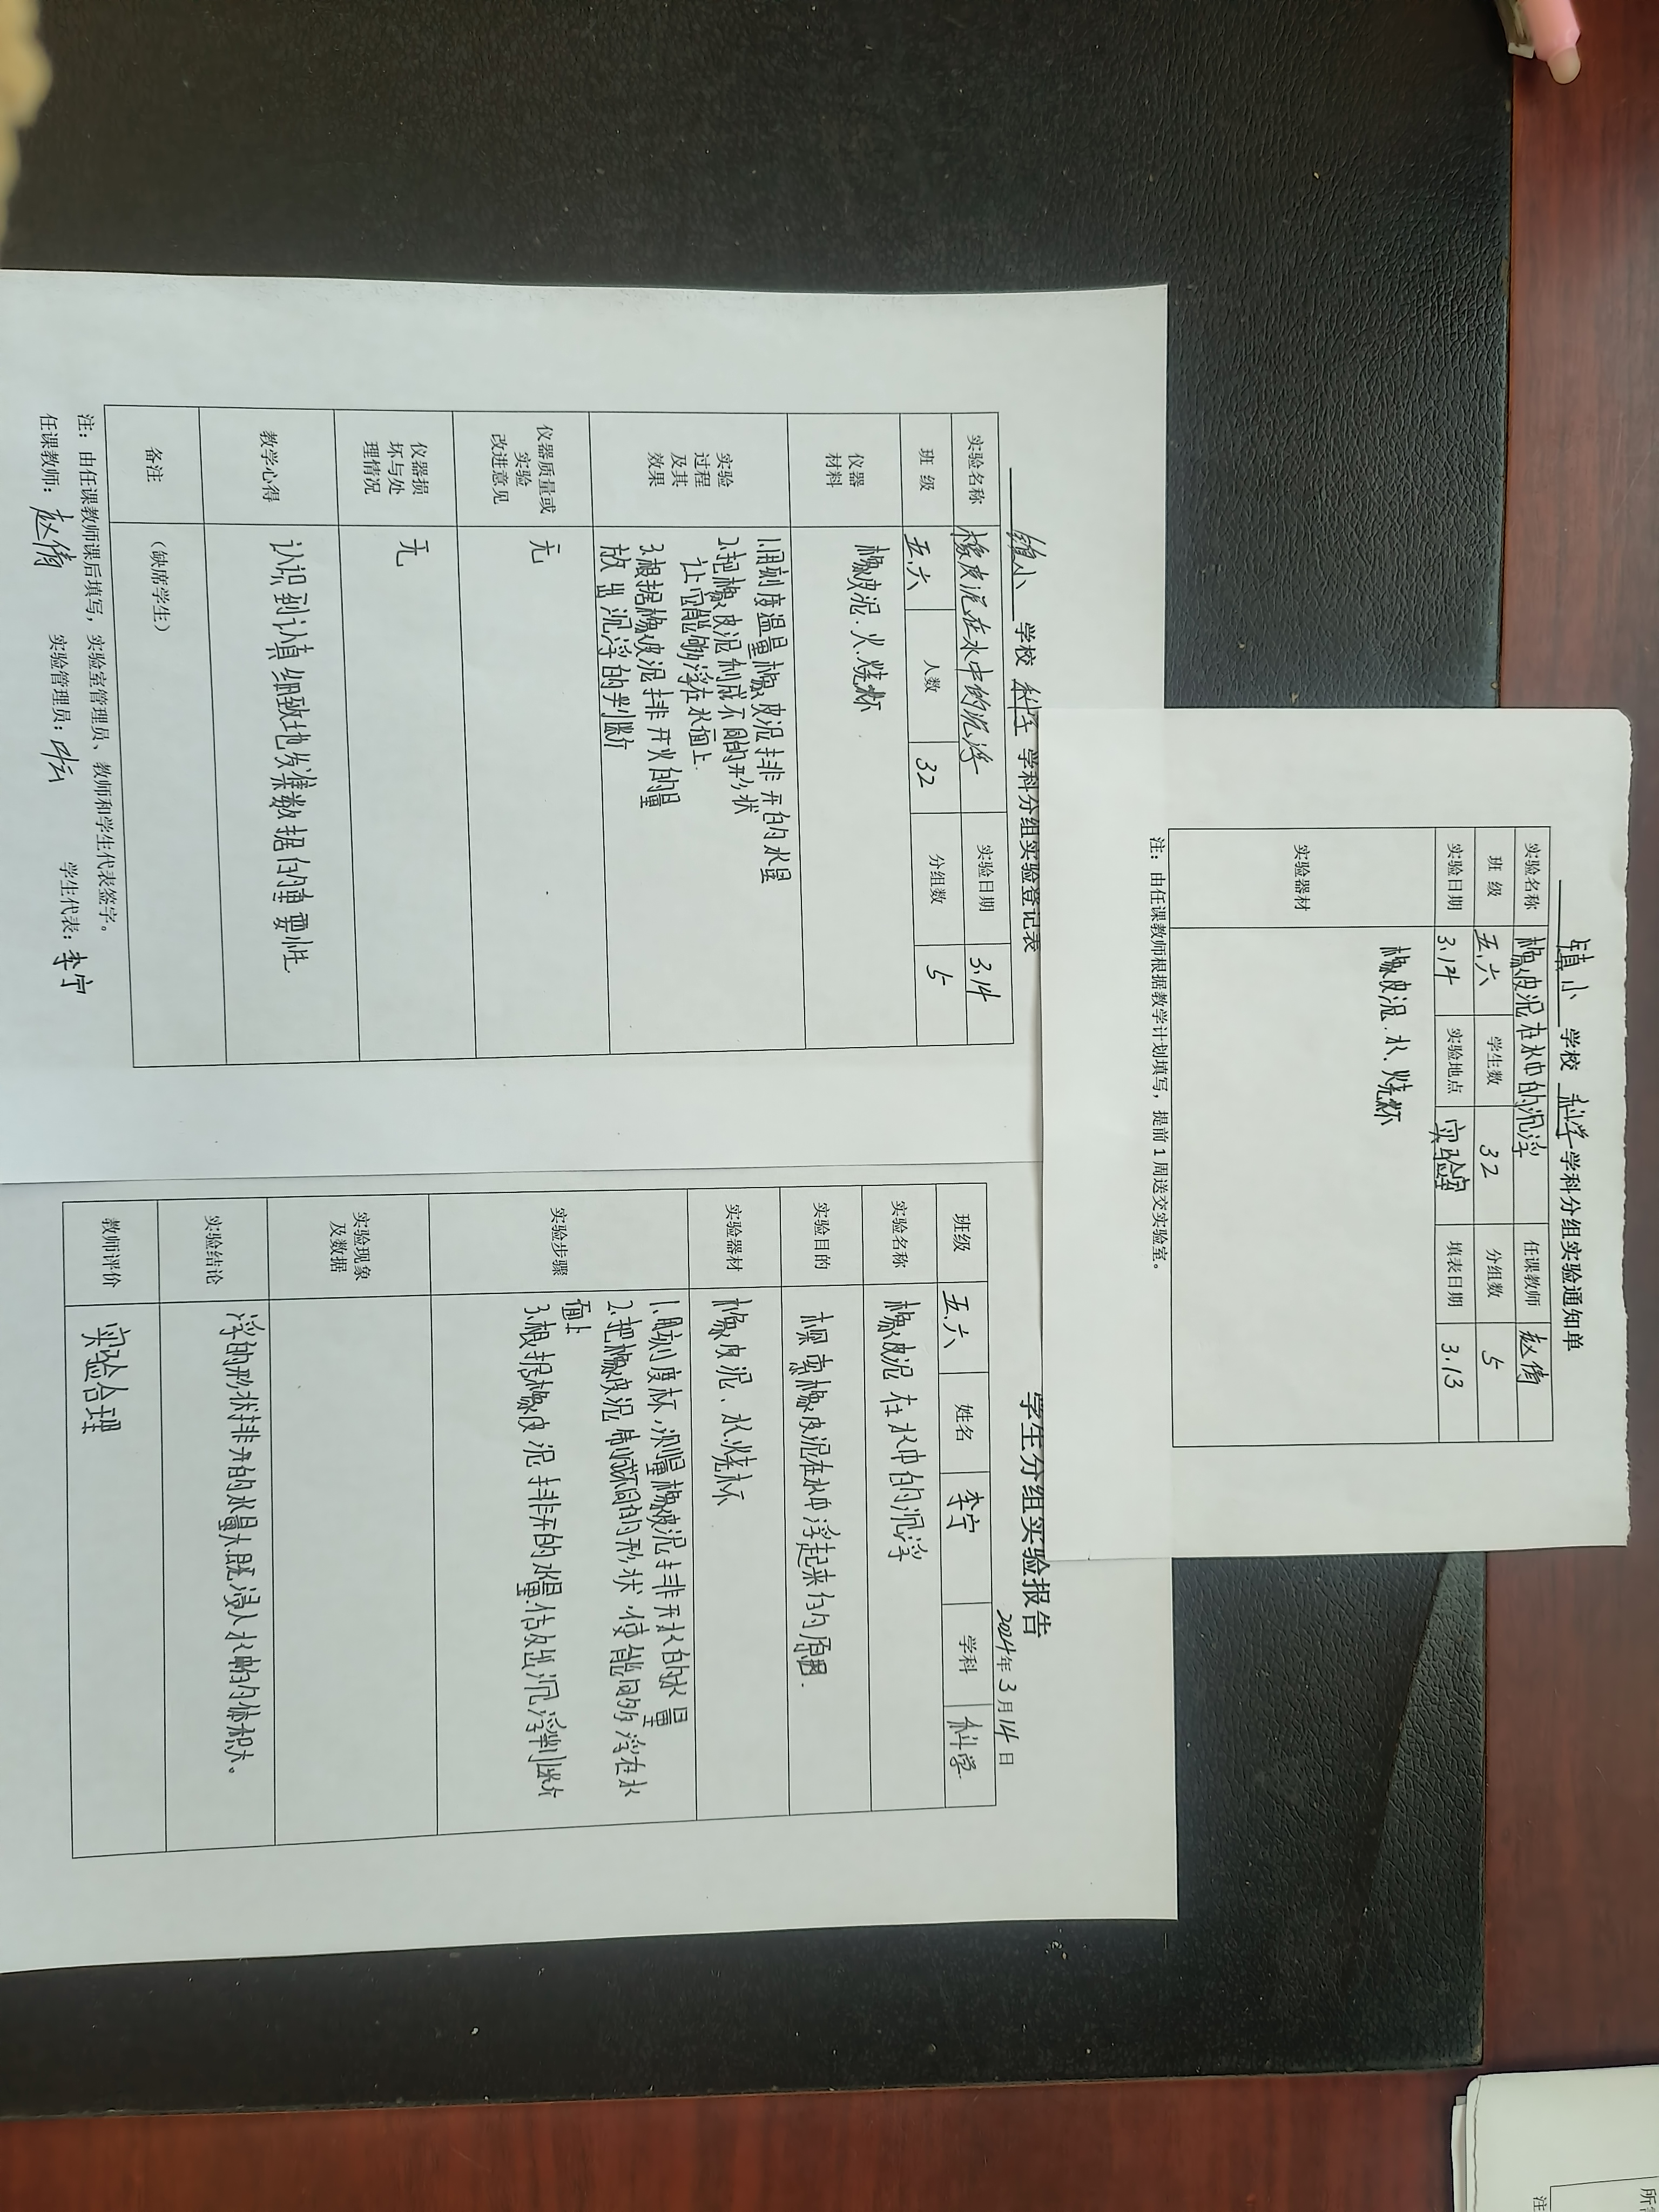 镇小 学校 科学 学科分组实验通知单
实验名称 橡皮泥在水中的沉浮 任课教师 赵倩
班 级 五.六 学生数 32 分组数 5
实验日期 3.14 实验地点 实验室 填表日期 3.13
实验器材 橡皮泥.水、烧杯
注：由任课教师根据教学计划填写，提前1周送交实验室。
镇小 学校 科学 学科分组实验登记表
实验名称 橡皮泥在水中的沉浮 实验日期 3.14
班 级 五.六 人数 32 分组数 5
仪器
材料
橡皮泥.水.烧杯
实验
过程
及其
效果
1.用刻度 量橡皮泥排开的水量
2.把橡皮泥制成不同的形状
让它能够浮在水面上.
3.根据橡皮泥排开水的量
做出沉浮的判断
仪器质量或
实验
改进意见
无
仪器损
坏与处
理情况
无
教学心得 认识到认真细致地 集数据的重要性
备注 （缺席学生）
注：由任课教师课后填写，实验室管理员、教师和学生代表签字。
任课教师：赵倩 实验管理员：叶云 学生代表：李宁
学生分组实验报告
2024年3月14日
班级 五.六 姓名 李宁 学科 科学
实验名称 橡皮泥在水中的沉浮
实验目的 探索橡皮泥在水中浮起来的原因.
实验器材 橡皮泥、水.烧杯
实验步骤
1.用刻度杯,测量橡皮泥排开水的水量
2.把橡皮泥制成不同的形状.使能够浮在水
面上
3.根据橡皮泥排开的水量.估做出沉浮判断
实验现象
及数据
实验结论 浮的形状排开的水量大既浸入水中的体积大。
教师评价 实验合理
所需
注